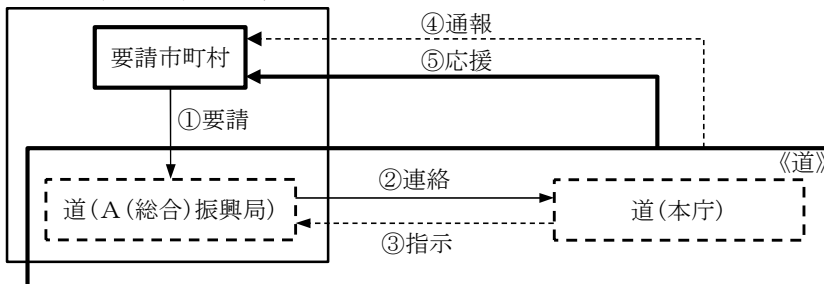 ④通報
要請市町村
⑤応援
①要請
《道》
道(A(総合)振興局)
②連絡
道(本庁)
③指示